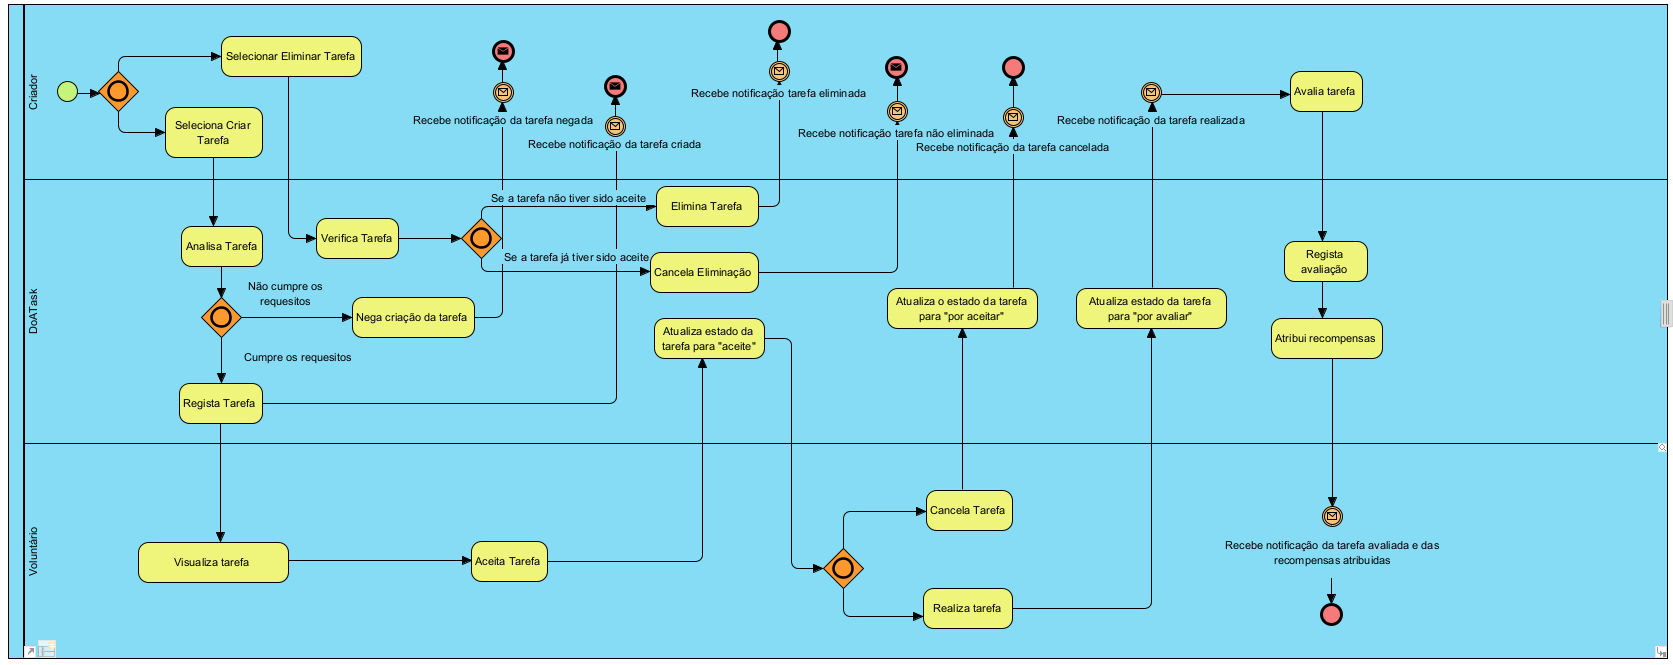 Criador
Selecionar Eliminar Tarefa
Seleciona Criar
Tarefa
Recebe notificação da tarefa negada
Recebe notificação da tarefa criada
Recebe notificação tarefa eliminada
Recebe notificação tarefa não eliminada
Recebe notificação da tarefa cancelada
Recebe notificação da tarefa realizada
Avalia tarefa
DoATask
Analisa Tarefa
Verifica Tarefa
Se a tarefa não tiver sido aceite
Elimina Tarefa
Se a tarefa já tiver sido aceite
Cancela Eliminação
Não cumpre os
requesitos
Nega criação da tarefa
Cumpre os requesitos
Regista Tarefa
Atualiza estado da
tarefa para "aceite"
Atualiza o estado da tarefa
para "por aceitar"
Atualiza estado da tarefa
para "por avaliar"
Regista
avaliação
Atribui recompensas
Voluntário
Visualiza tarefa
Aceita Tarefa
Cancela Tarefa
Realiza tarefa
Recebe notificação da tarefa avaliada e das
recompensas atribuidas